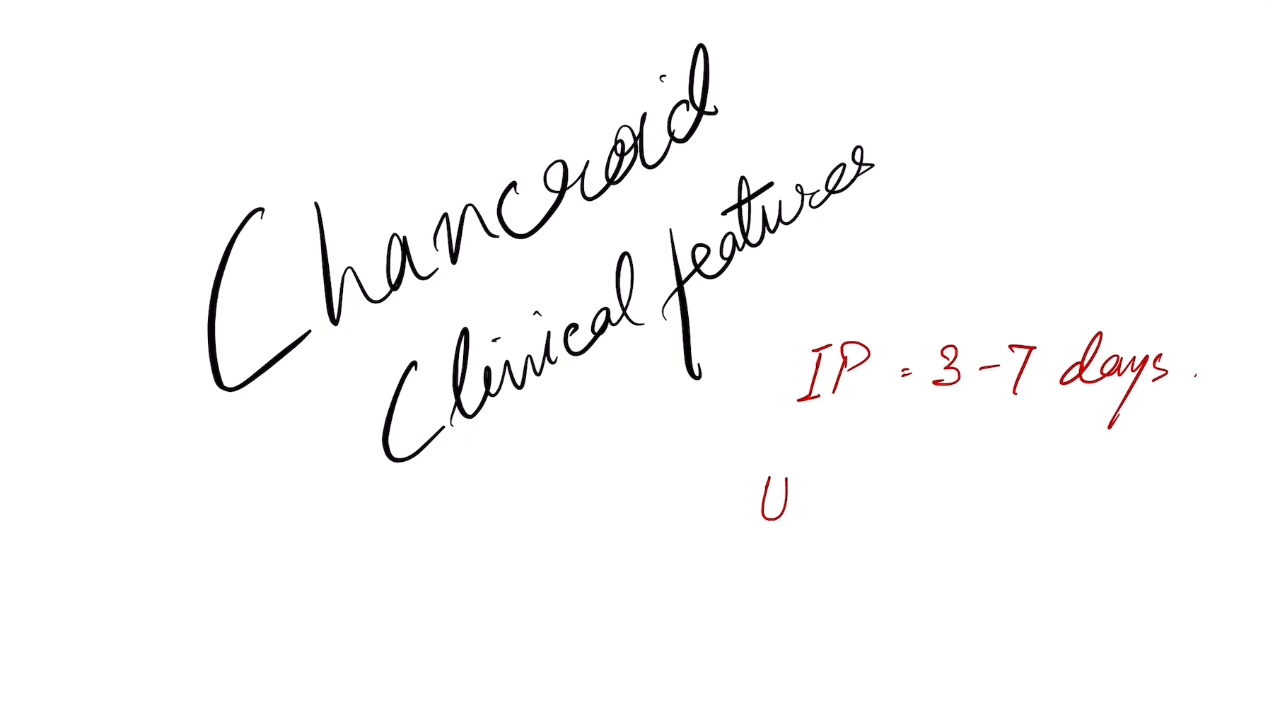 Chancroid
Clinical features
IP = 3-7 days.
U